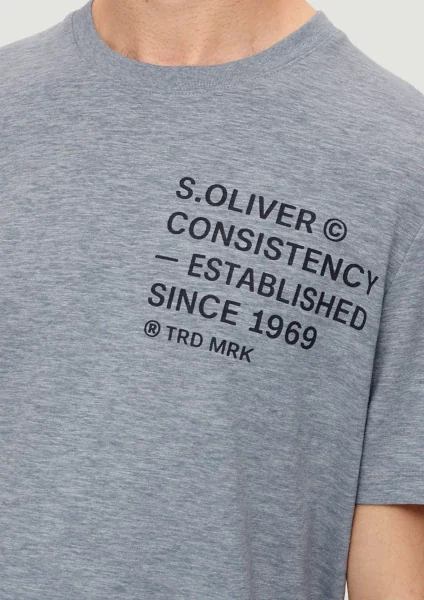 S.OLIVER ©
CONSISTENCY
— ESTABLISHED
SINCE 1969
® TRD MRK